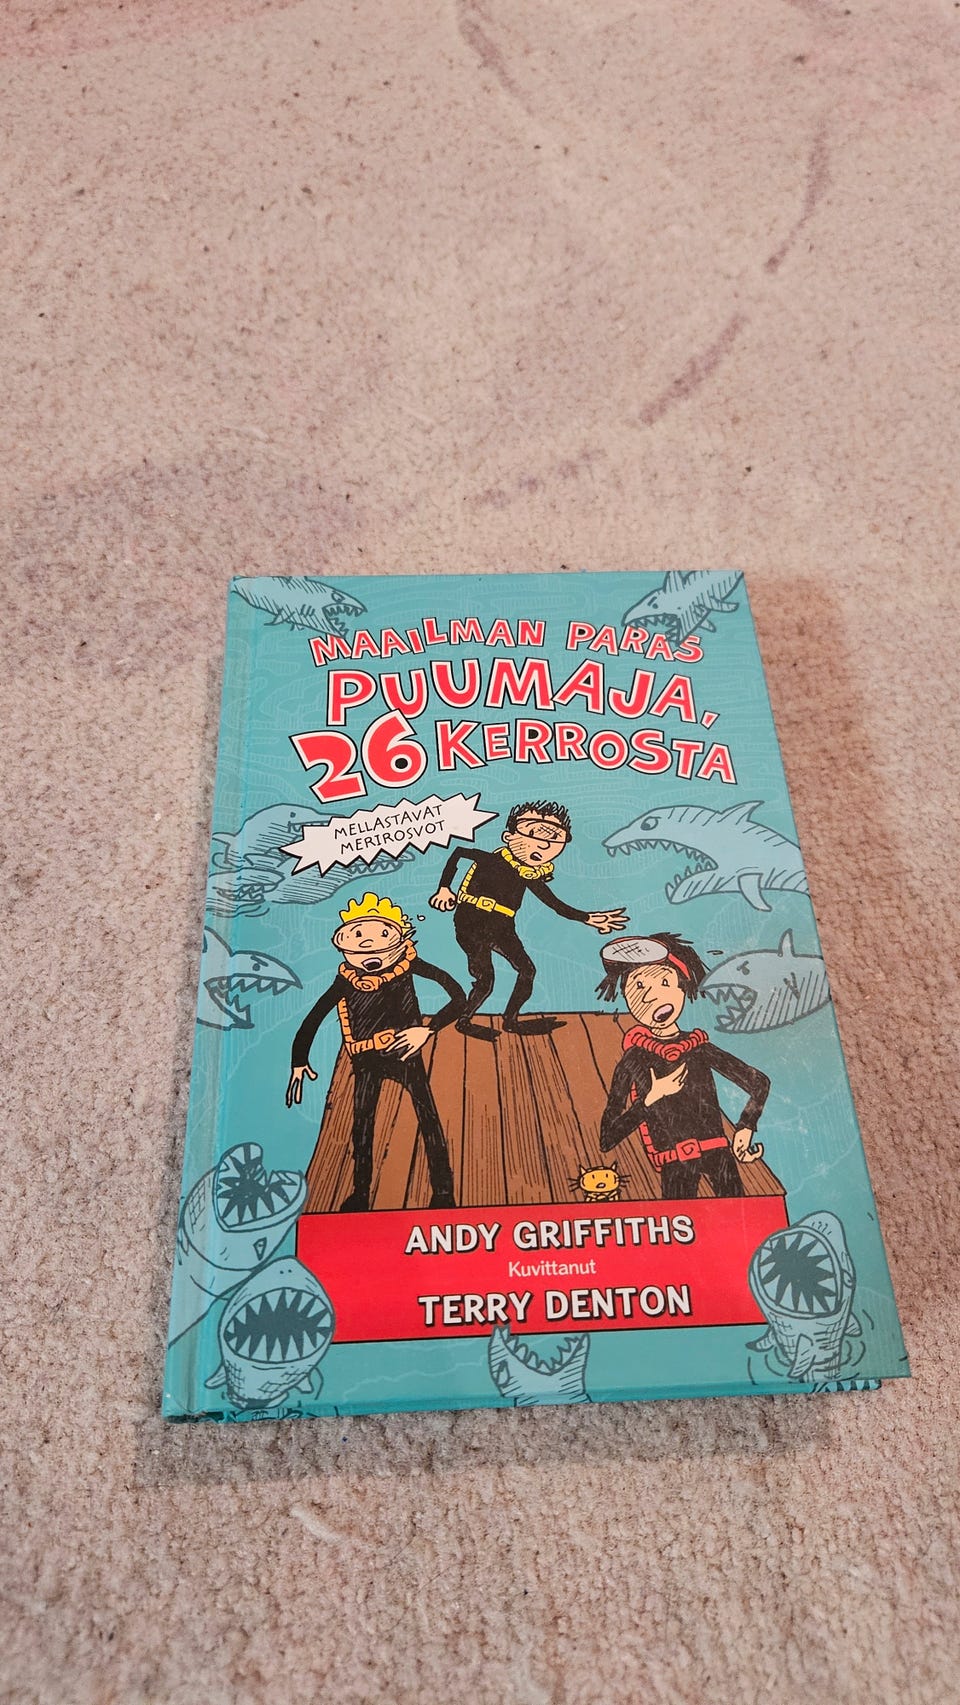 MAAILMAN PARAS
PUUMAJA,
26 KERROSTA
MELLASTAVAT
MERIROSVOT
ANDY GRIFFITHS
Kuvittanut
TERRY DENTON